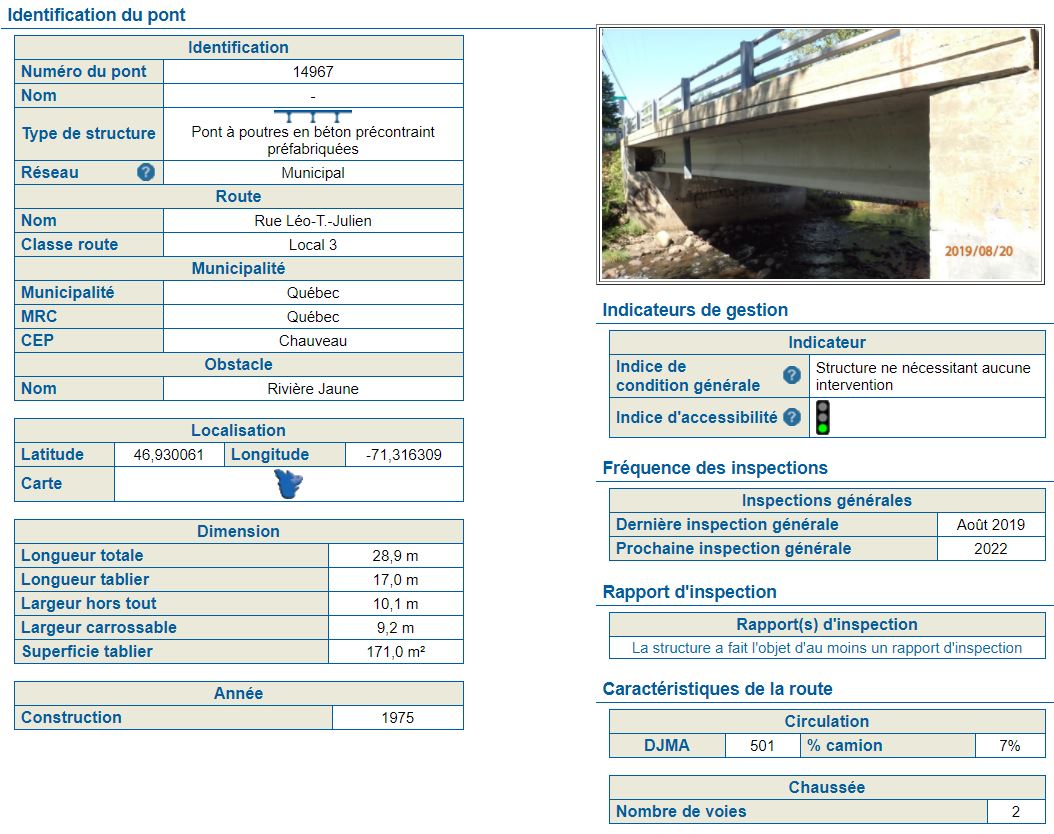 Identification du pont
Identification
Numéro du pont 14967
Nom -
Type de structure Pont à poutres en béton précontraint
préfabriquées
Réseau ? Municipal
Route
Nom Rue Léo-T.-Julien
Classe route Local 3
Municipalité
Municipalité Québec
MRC Québec
CEP Chauveau
Obstacle
Nom Rivière Jaune
Localisation
Latitude 46,930061 Longitude -71,316309
Carte
Dimension
Longueur totale 28,9 m
Longueur tablier 17,0 m
Largeur hors tout 10,1 m
Largeur carrossable 9,2 m
Superficie tablier 171,0 m²
Année
Construction 1975
2019/08/20
Indicateurs de gestion
Indicateur
Indice de
condition générale ? Structure ne nécessitant aucune
intervention
Indice d'accessibilité ?
Fréquence des inspections
Inspections générales
Dernière inspection générale Août 2019
Prochaine inspection générale 2022
Rapport d'inspection
Rapport(s) d'inspection
La structure a fait l'objet d'au moins un rapport d'inspection
Caractéristiques de la route
Circulation
DJMA 501 % camion 7%
Chaussée
Nombre de voies 2